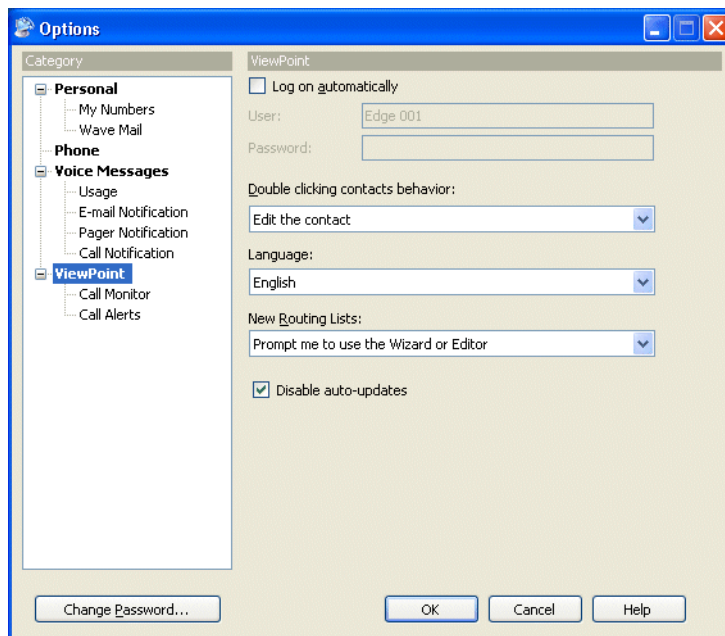 Options
Category
Personal
My Numbers
Wave Mail
Phone
Voice Messages
Usage
E-mail Notification
Pager Notification
Call Notification
ViewPoint
Call Monitor
Call Alerts
ViewPoint
Log on automatically
User: Edge 001
Password:
Double clicking contacts behavior:
Edit the contact
Language:
English
New Routing Lists:
Prompt me to use the Wizard or Editor
Disable auto-updates
Change Password... OK Cancel Help